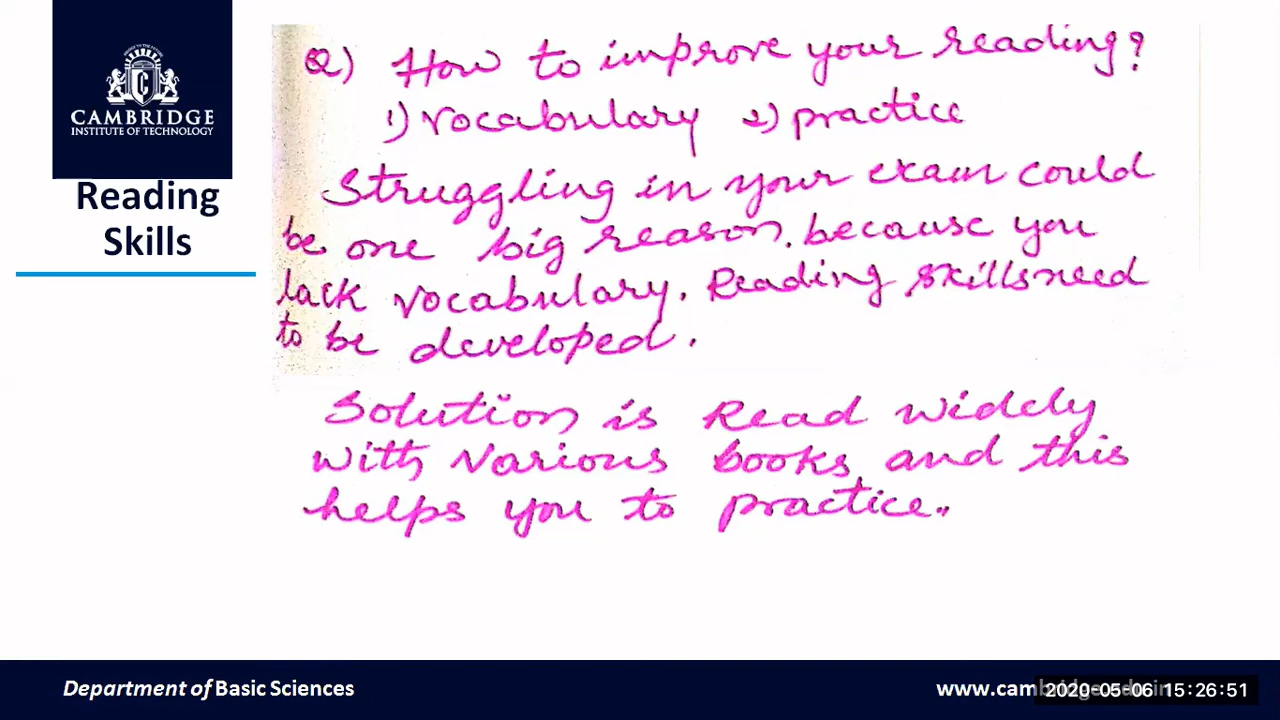 CAMBRIDGE
INSTITUTE OF TECHNOLOGY
Reading
Skills
Q) How to improve your reading?
1) vocabulary 2) practice
Struggling in your exam could
be one big reason. because you
lack vocabulary. Reading skills need
to be developed.
Solution is Read widely
with various books and this
helps you to practice..
Department of Basic Sciences
www.cambridge.edu.in
2020-05-06 15:26:51